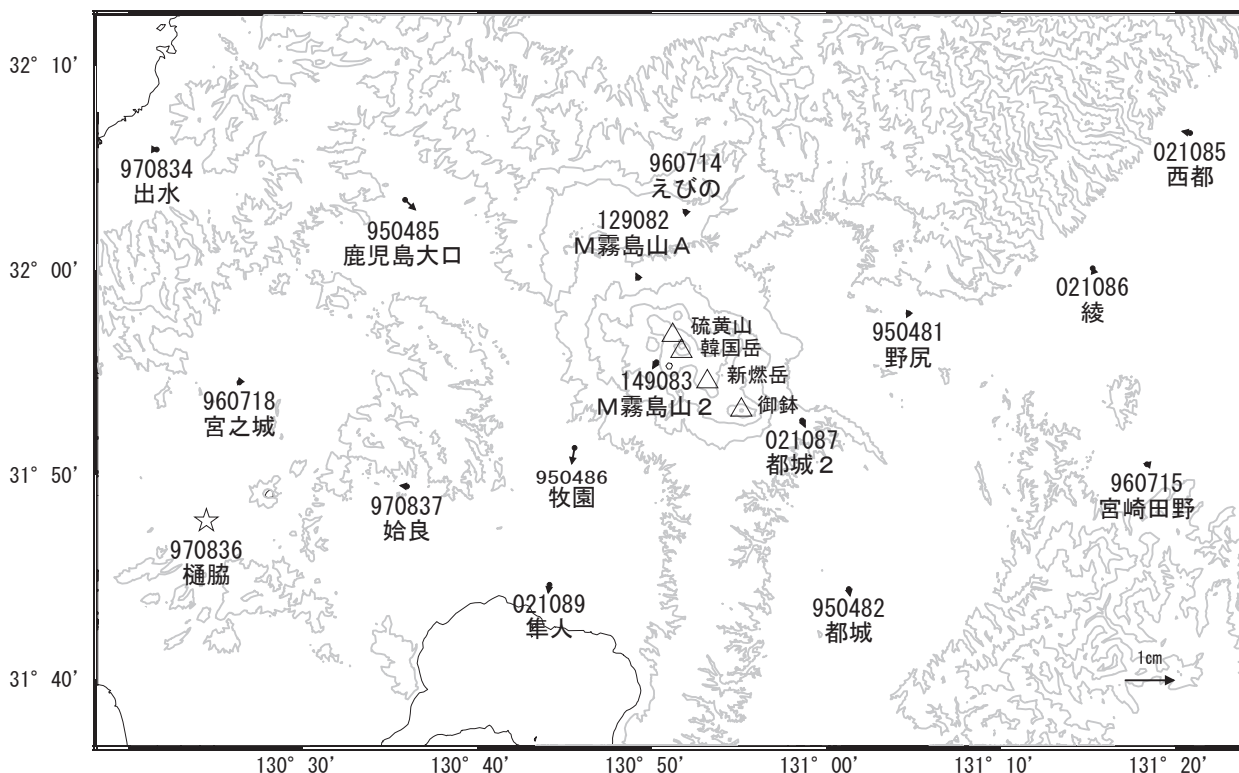 32° 10'
32° 00'
31° 50'
31° 40'
970834
出水
950485
鹿児島大口
960714
えびの
129082
M霧島山A
021085
西都
021086
綾
950481
野尻
硫黄山
韓国岳
新燃岳
御鉢
149083
M霧島山2
960718
宮之城
021087
都城2
950486
牧園
970837
姶良
960715
宮崎田野
970836
樋脇
021089
隼人
950482
都城
1cm
130° 30'
130° 40'
130° 50'
131° 00'
131° 10'
131° 20'